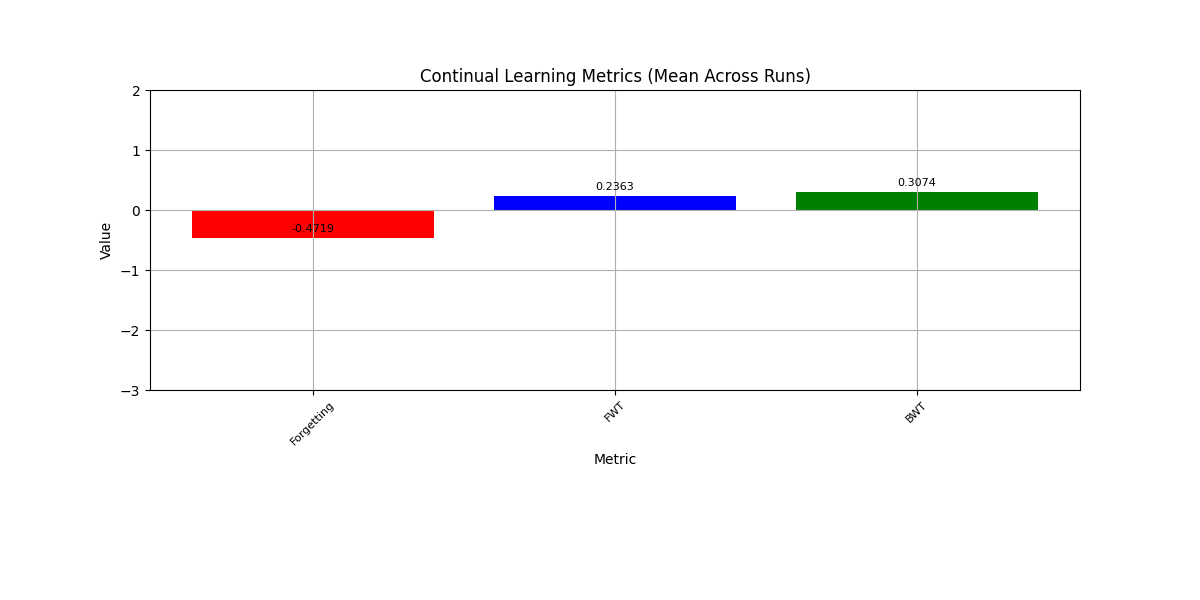 Continual Learning Metrics (Mean Across Runs)
2
1
0
−1
−2
−3
Value
-0.4719
0.2363
0.3074
Forgetting
FWT
BWT
Metric